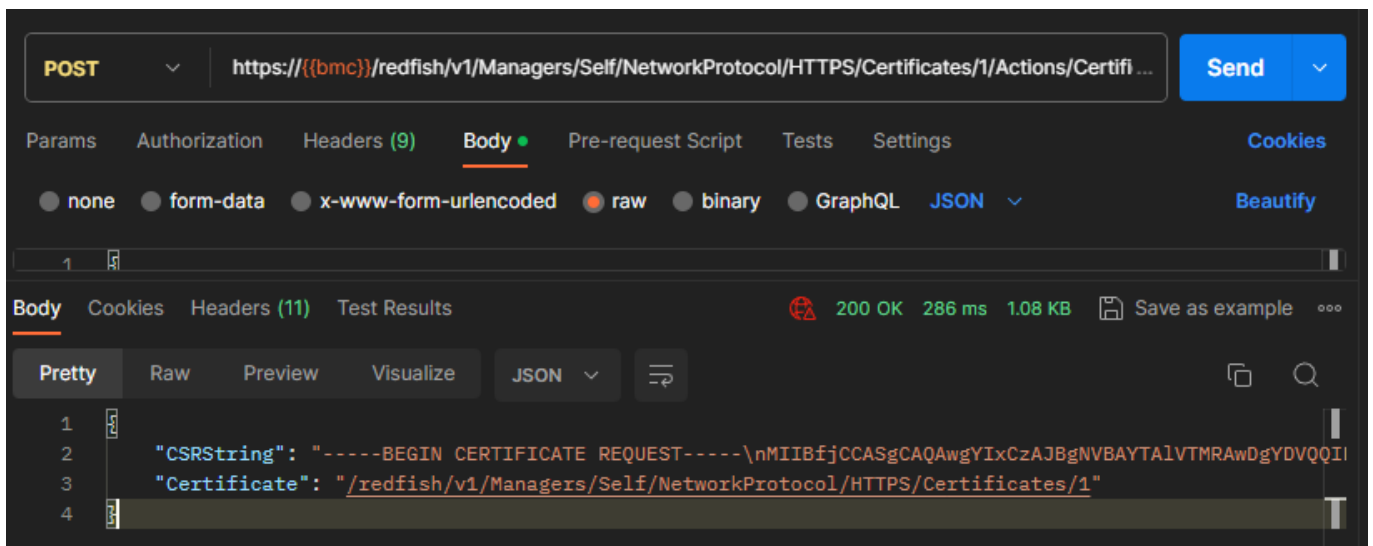 POST https://{{bmc}}/redfish/v1/Managers/Self/NetworkProtocol/HTTPS/Certificates/1/Actions/Certifi ... Send
Params Authorization Headers (9) Body Pre-request Script Tests Settings Cookies
none form-data x-www-form-urlencoded raw binary GraphQL JSON Beautify
1 {
Body Cookies Headers (11) Test Results 200 OK 286 ms 1.08 KB Save as example
Pretty Raw Preview Visualize JSON
1 {
2 "CSRString": "-----BEGIN CERTIFICATE REQUEST-----\nMIIBfjCCASgCAQAwgYIxCzAJBgNVBAYTAlVTMRAwDgYDVQQI
3 "Certificate": "/redfish/v1/Managers/Self/NetworkProtocol/HTTPS/Certificates/1"
4 }